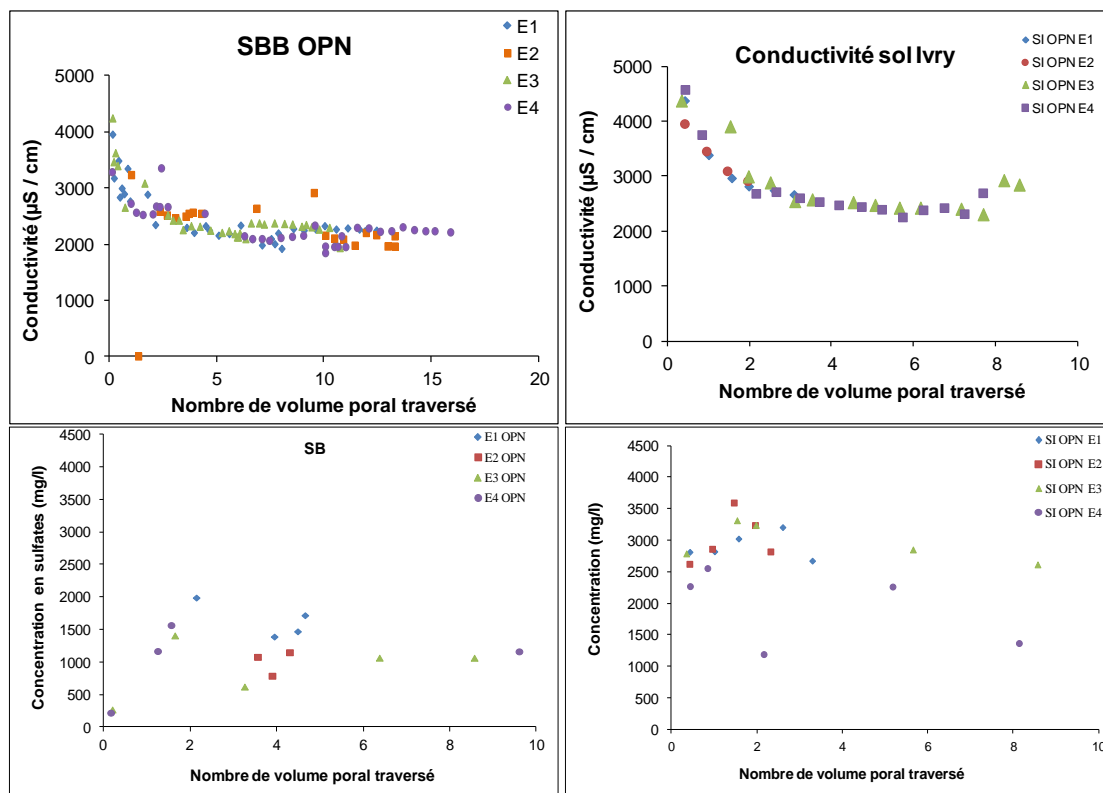 SBB OPN
E1
E2
E3
E4
Conductivité (µS / cm)
5000
4000
3000
2000
1000
0
0 5 10 15 20
Nombre de volume poral traversé
Conductivité sol Ivry
SI OPN E1
SI OPN E2
SI OPN E3
SI OPN E4
Conductivité (µS / cm)
5000
4000
3000
2000
1000
0
0 2 4 6 8 10
Nombre de volume poral traversé
SB
E1 OPN
E2 OPN
E3 OPN
E4 OPN
Concentration en sulfates (mg/l)
4500
4000
3500
3000
2500
2000
1500
1000
500
0
0 2 4 6 8 10
Nombre de volume poral traversé
SI OPN E1
SI OPN E2
SI OPN E3
SI OPN E4
Concentration (mg/l)
4500
4000
3500
3000
2500
2000
1500
1000
500
0
0 2 4 6 8 10
Nombre de volume poral traversé